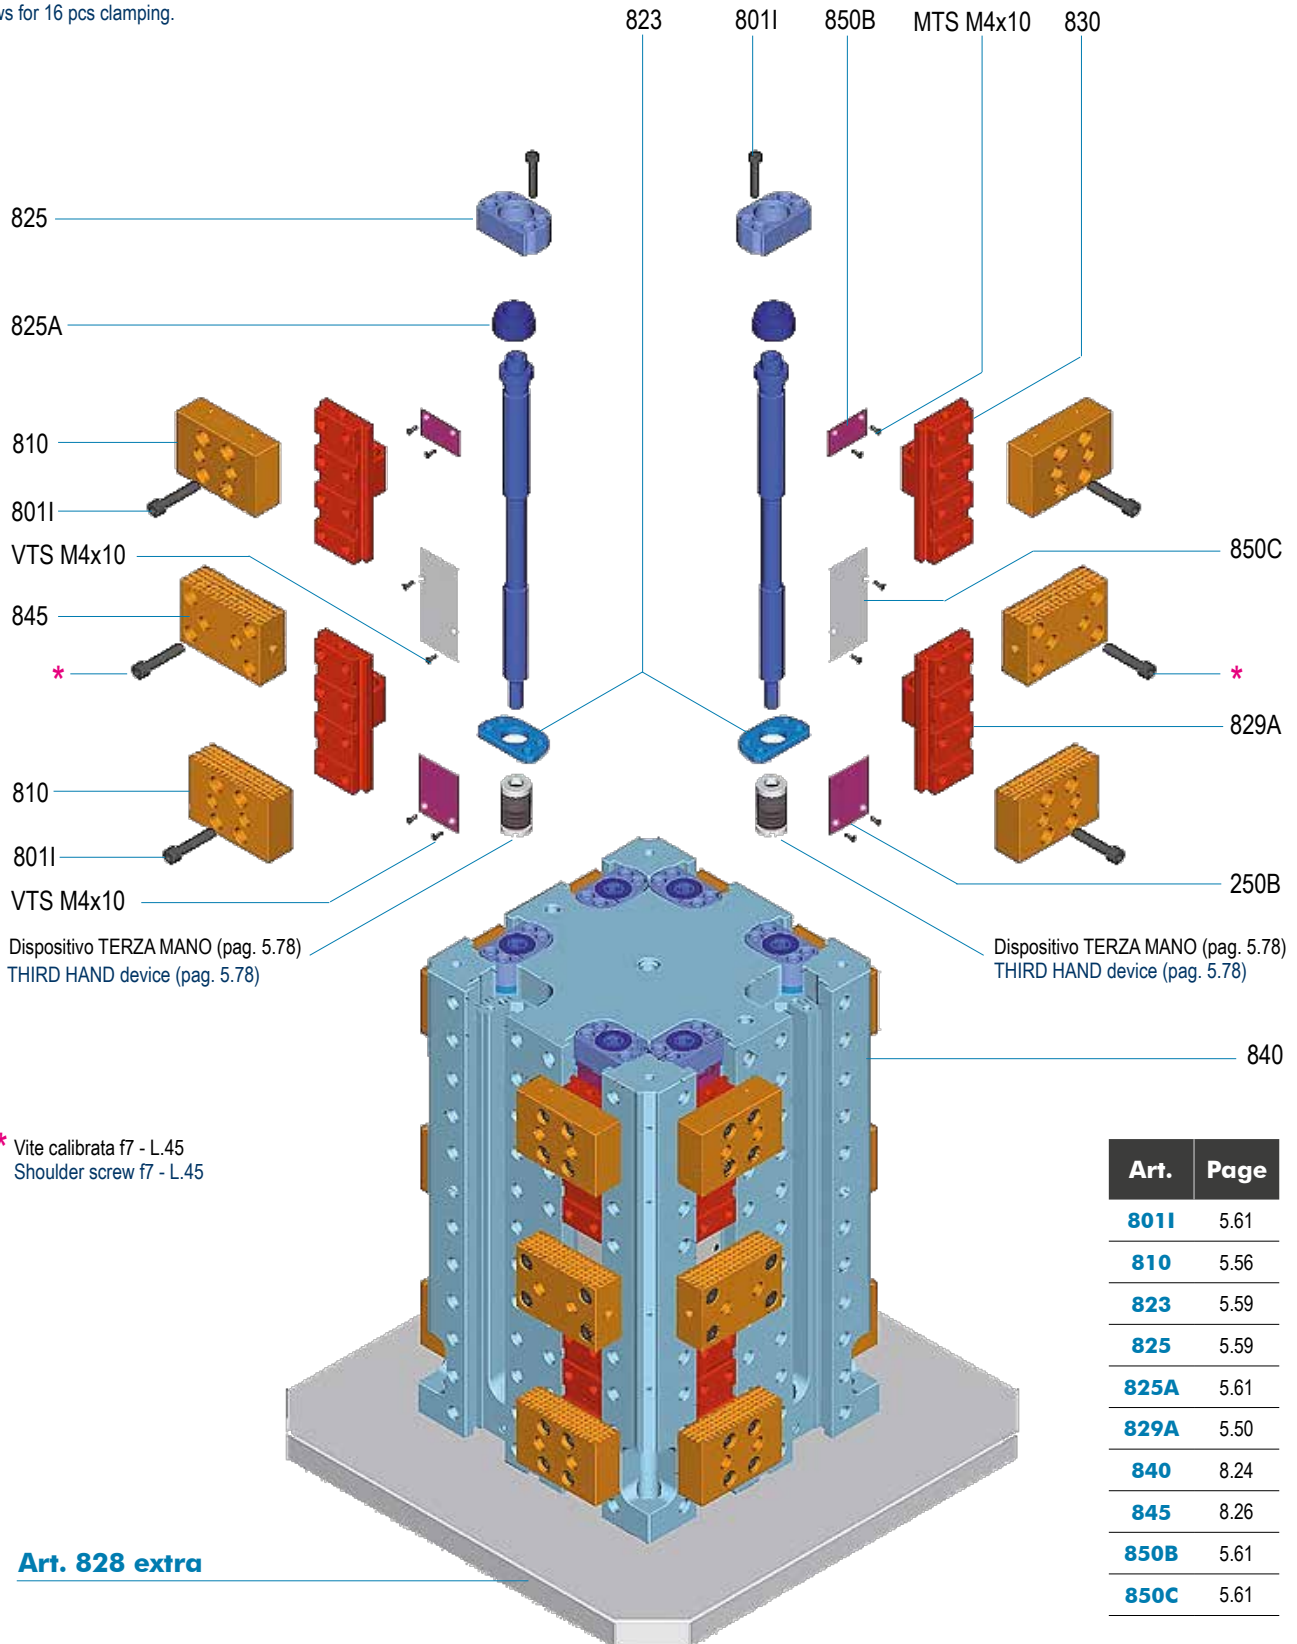 for 16 pcs clamping.
823 801I 850B MTS M4x10 830
825
825A
810
801I
VTS M4x10
850C
845
*
*
829A
810
801I
VTS M4x10
250B
Dispositivo TERZA MANO (pag. 5.78)
THIRD HAND device (pag. 5.78)
Dispositivo TERZA MANO (pag. 5.78)
THIRD HAND device (pag. 5.78)
840
* Vite calibrata f7 - L.45
Shoulder screw f7 - L.45
Art. Page
801I 5.61
810 5.56
823 5.59
825 5.59
825A 5.61
829A 5.50
840 8.24
845 8.26
850B 5.61
850C 5.61
Art. 828 extra